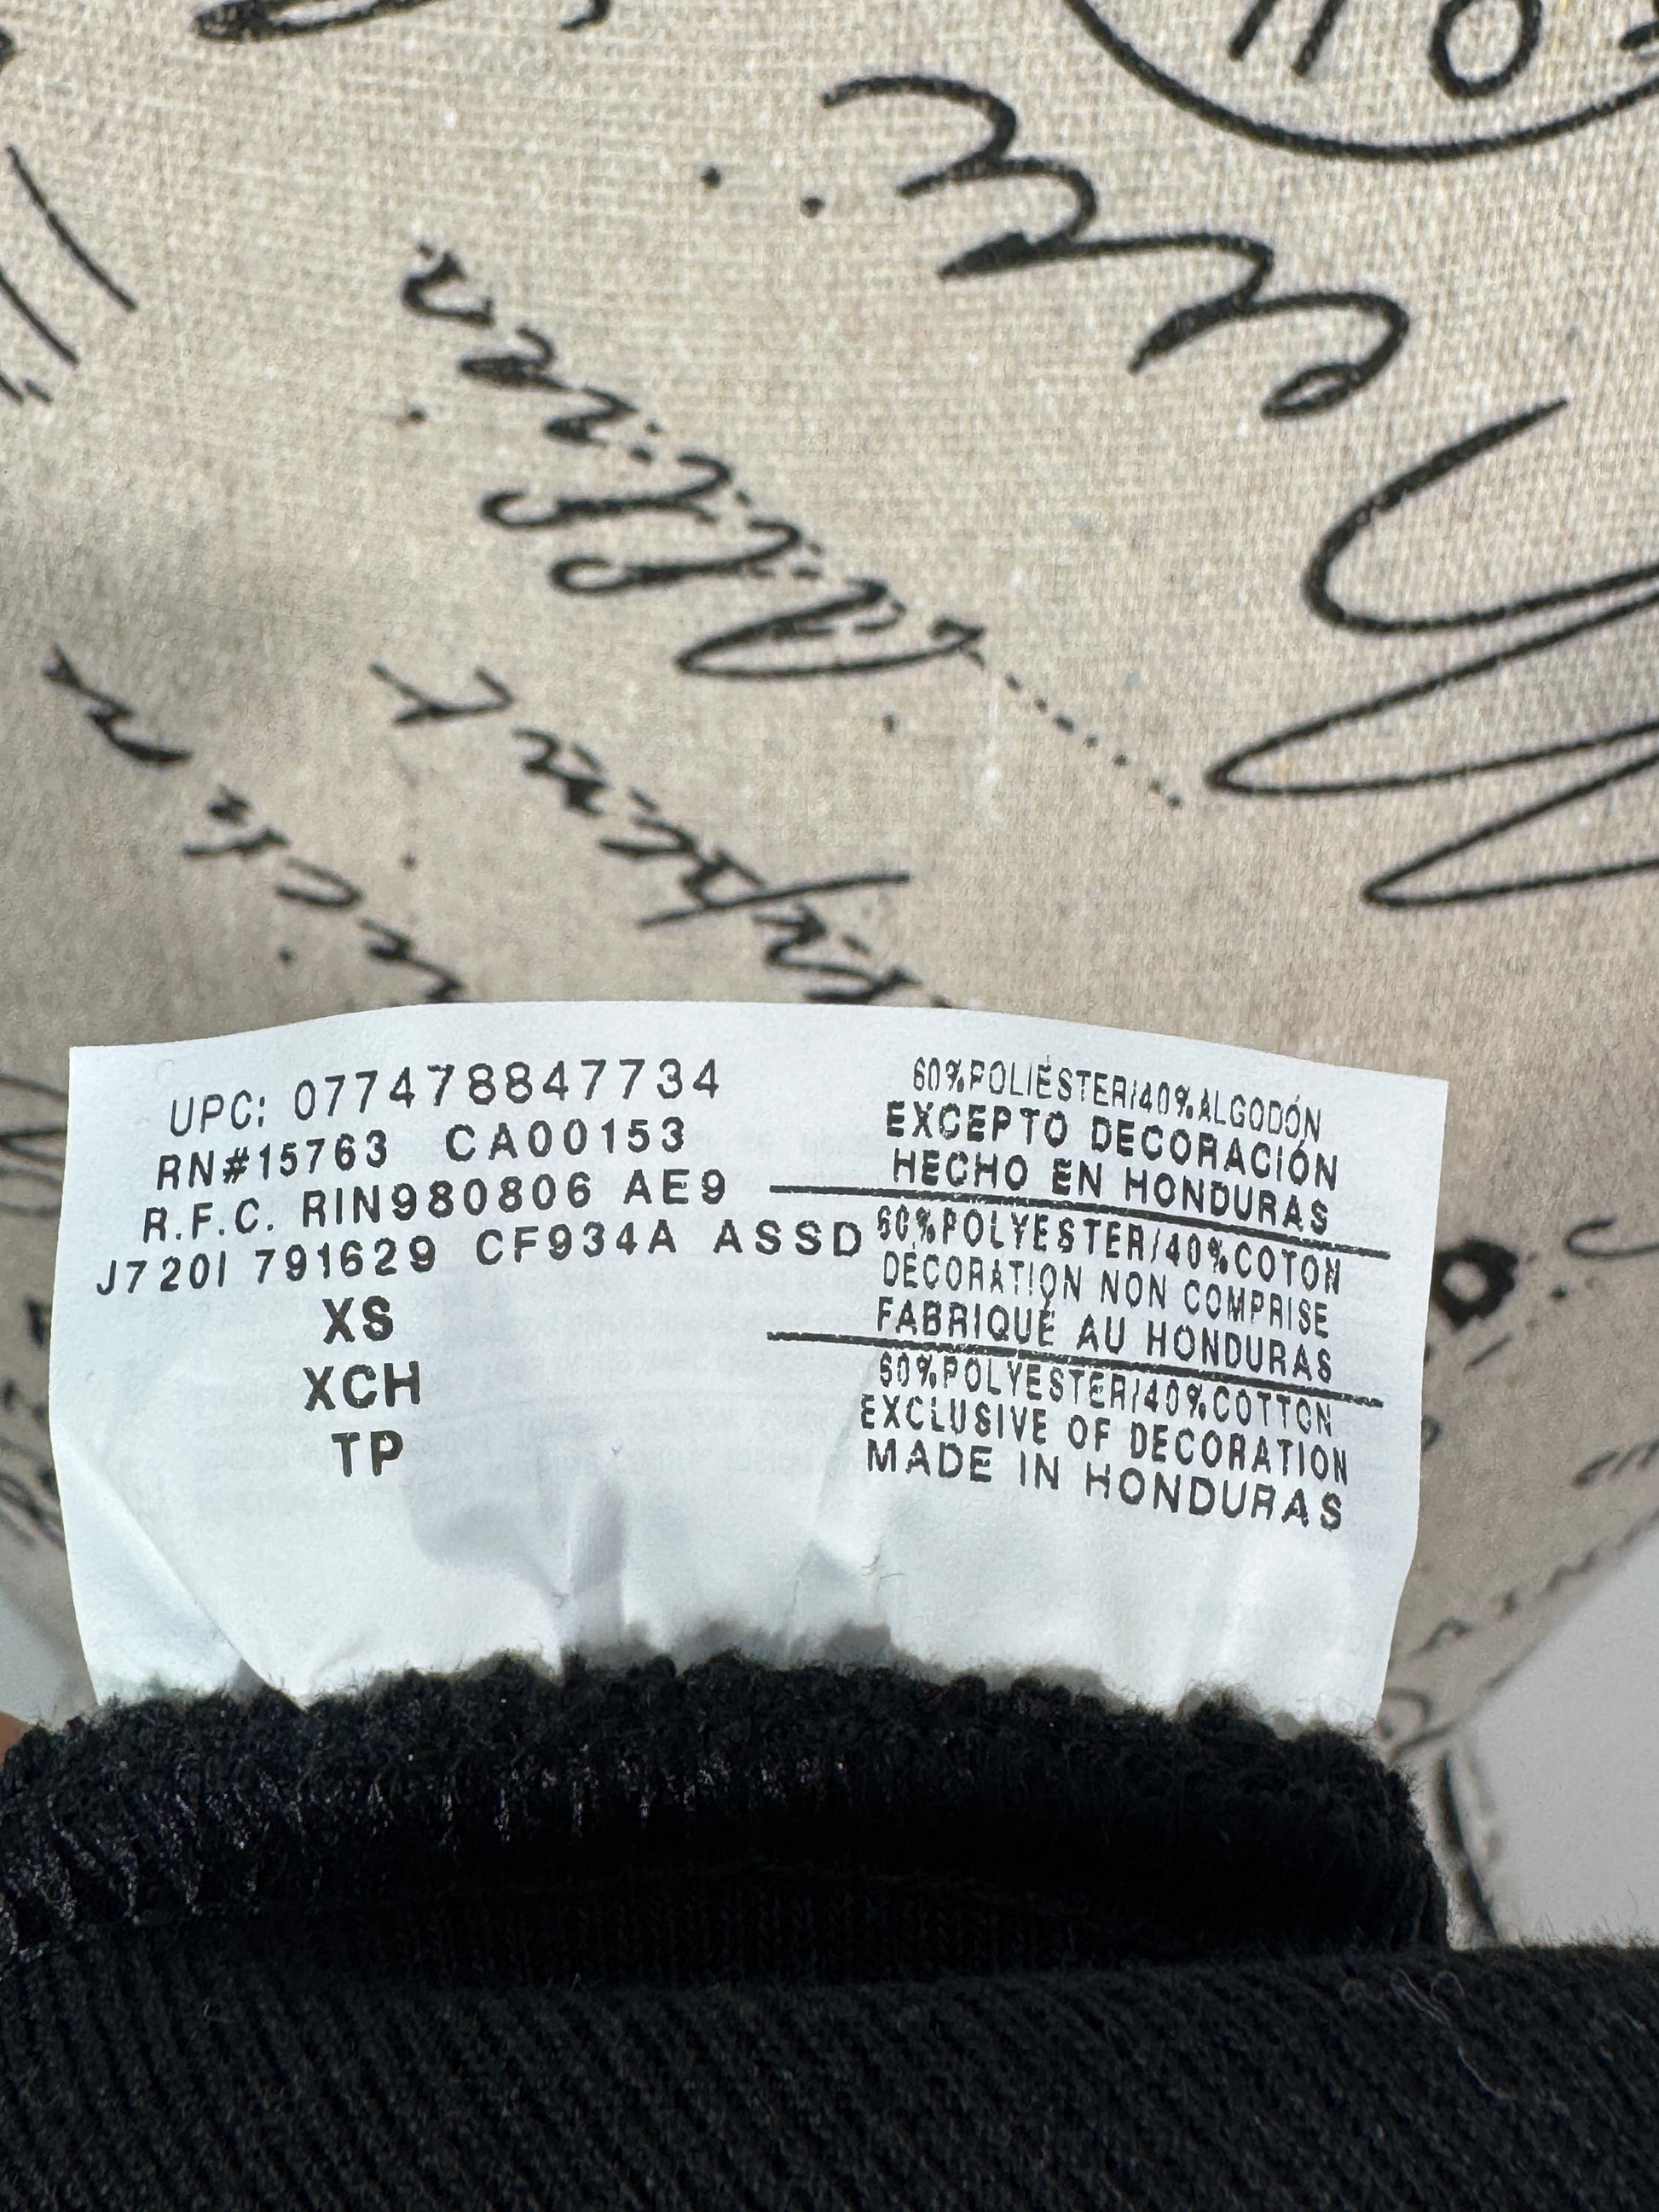 UPC: 077478847734
RN#15763 CA00153
R.F.C. RIN980806 AE9
J720I 791629 CF934A ASSD
XS
XCH
TP
60%POLIÉSTER/40%ALGODÓN
EXCEPTO DECORACIÓN
HECHO EN HONDURAS
60%POLYESTER/40%COTON
DÉCORATION NON COMPRISE
FABRIQUÉ AU HONDURAS
60%POLYESTER/40%COTTON
EXCLUSIVE OF DECORATION
MADE IN HONDURAS